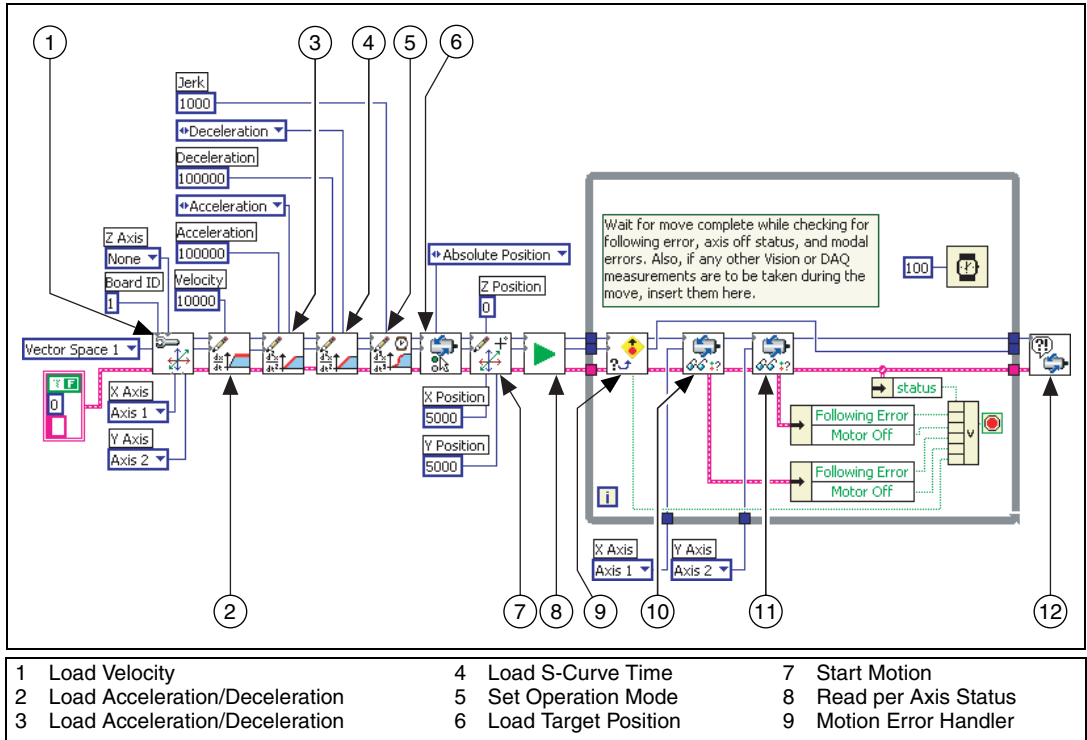 1
3
4
5
6
Jerk
1000
Deceleration
Deceleration
100000
Acceleration
Acceleration
100000
Z Axis
None
Board ID
1
Velocity
10000
Absolute Position
Z Position
0
Vector Space 1
X Axis
Axis 1
Y Axis
Axis 2
X Position
5000
Y Position
5000
T F
0
Wait for move complete while checking for
following error, axis off status, and modal
errors. Also, if any other Vision or DAQ
measurements are to be taken during the
move, insert them here.
100
status
Following Error
Motor Off
Following Error
Motor Off
i
X Axis
Axis 1
Y Axis
Axis 2
2
7
8
9
10
11
12
1 Load Velocity
2 Load Acceleration/Deceleration
3 Load Acceleration/Deceleration
4 Load S-Curve Time
5 Set Operation Mode
6 Load Target Position
7 Start Motion
8 Read per Axis Status
9 Motion Error Handler